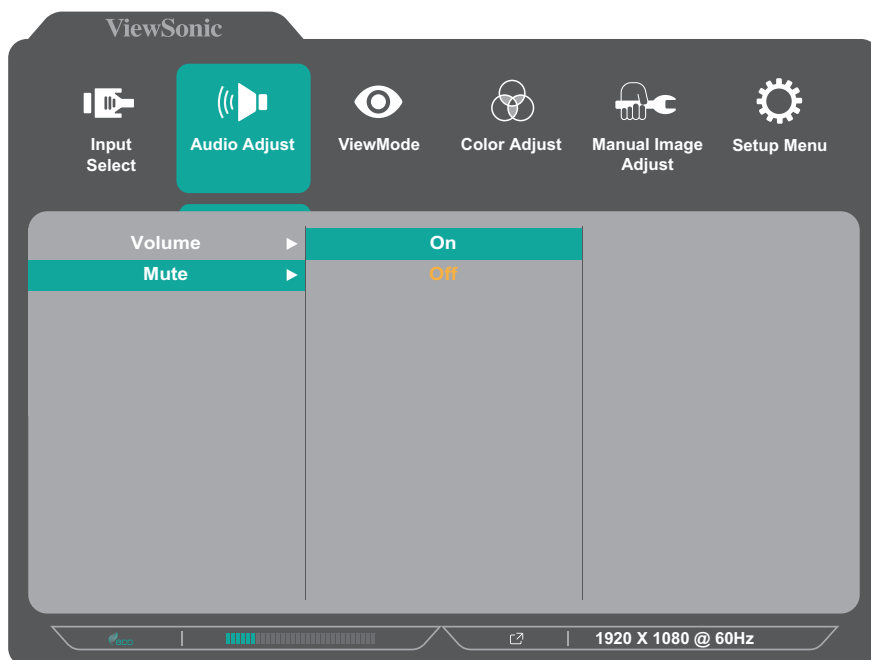 ViewSonic
Input
Select
Audio Adjust
ViewMode
Color Adjust
Manual Image
Adjust
Setup Menu
Volume
On
Mute
Off
eco
1920 X 1080 @ 60Hz